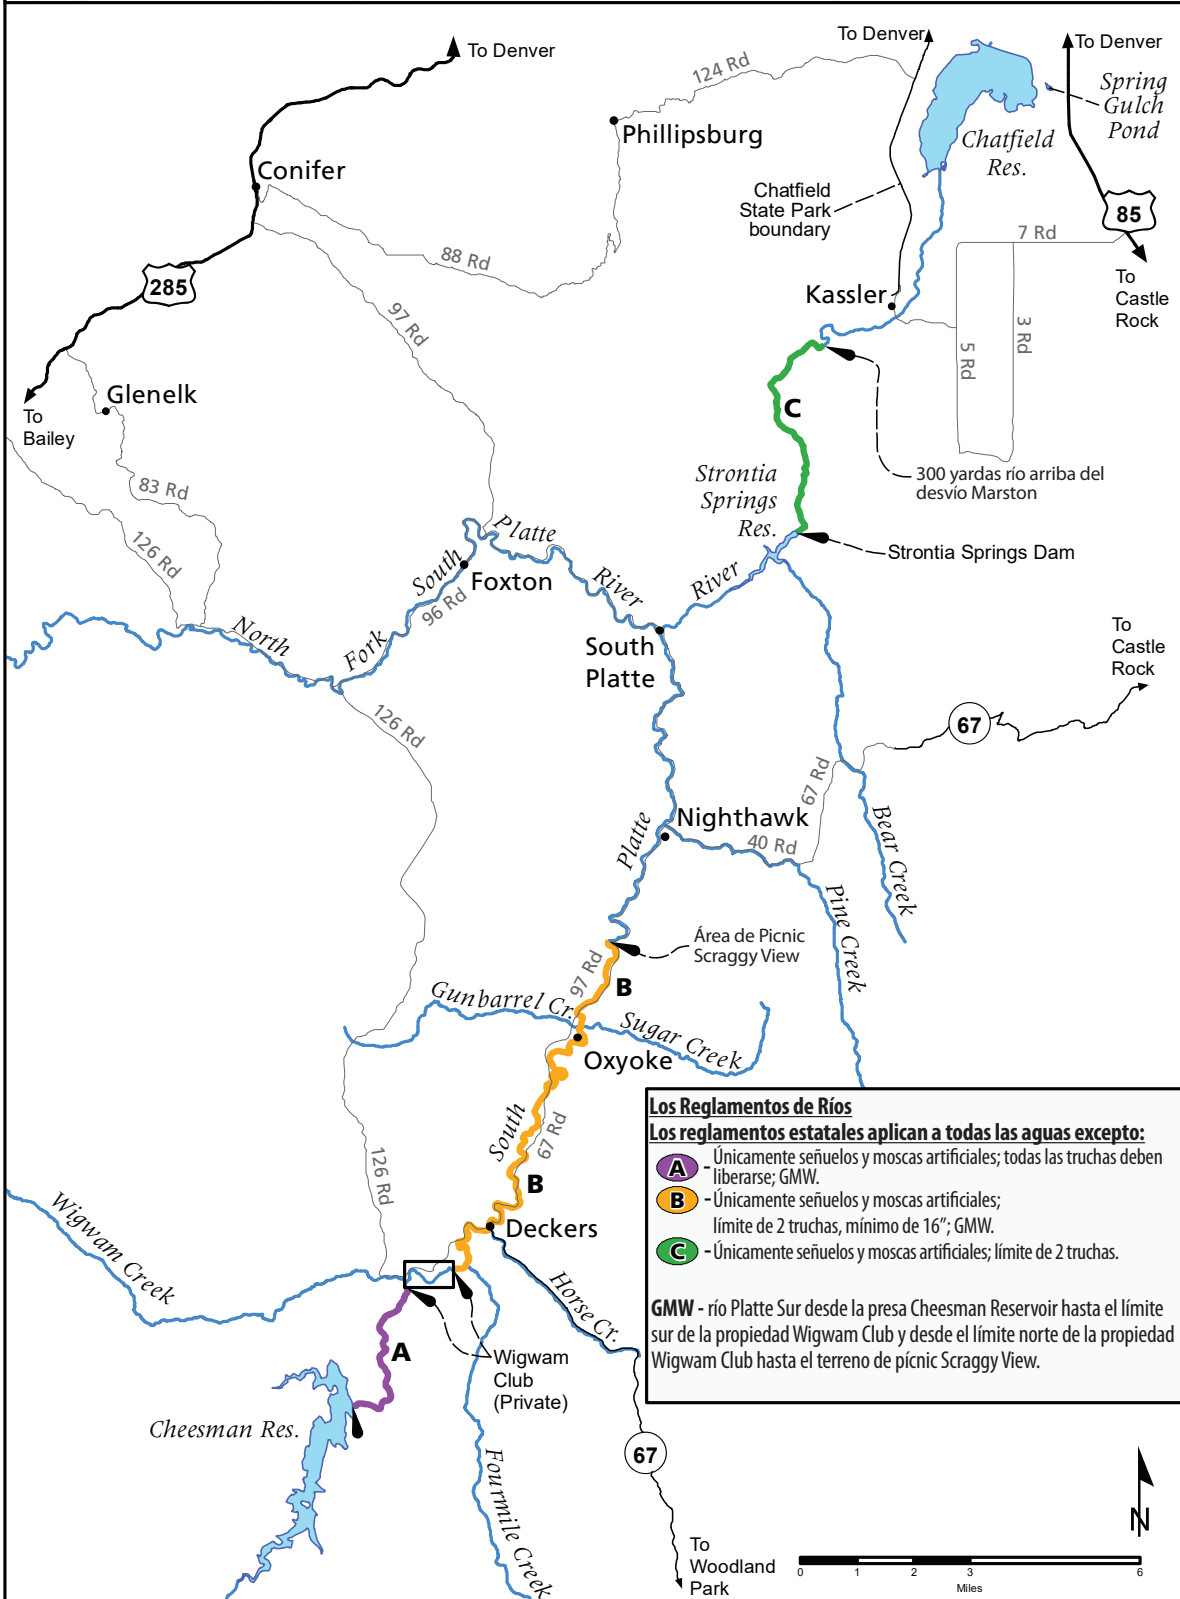 To Denver
To Denver
To Denver
124 Rd
Spring
Gulch
Pond
Phillipsburg
Chatfield
Res.
Conifer
Chatfield
State Park
boundary
85
88 Rd
7 Rd
285
To
Castle
Rock
Kassler
97 Rd
3 Rd
5 Rd
Glenelk
To
Bailey
C
300 yardas río arriba del
desvío Marston
Strontia
Springs
Res.
83 Rd
126 Rd
Strontia Springs Dam
North
Fork
South
Platte
River
Foxton
96 Rd
River
South
Platte
To
Castle
Rock
67
126 Rd
67 Rd
Nighthawk
40 Rd
Platte
Bear Creek
Pine Creek
Área de Picnic
Scraggy View
97 Rd
B
Gunbarrel Cr.
Sugar Creek
Oxyoke
South
67 Rd
126 Rd
B
Deckers
Wigwam Creek
Horse Cr.
A
Wigwam
Club
(Private)
Cheesman Res.
Fourmile Creek
67
To
Woodland
Park
Los Reglamentos de Ríos
Los reglamentos estatales aplican a todas las aguas excepto:
A - Únicamente señuelos y moscas artificiales; todas las truchas deben
liberarse; GMW.
B - Únicamente señuelos y moscas artificiales;
límite de 2 truchas, mínimo de 16”; GMW.
C - Únicamente señuelos y moscas artificiales; límite de 2 truchas.
GMW - río Platte Sur desde la presa Cheesman Reservoir hasta el límite
sur de la propiedad Wigwam Club y desde el límite norte de la propiedad
Wigwam Club hasta el terreno de pícnic Scraggy View.
N
0 1 2 3 6
Miles